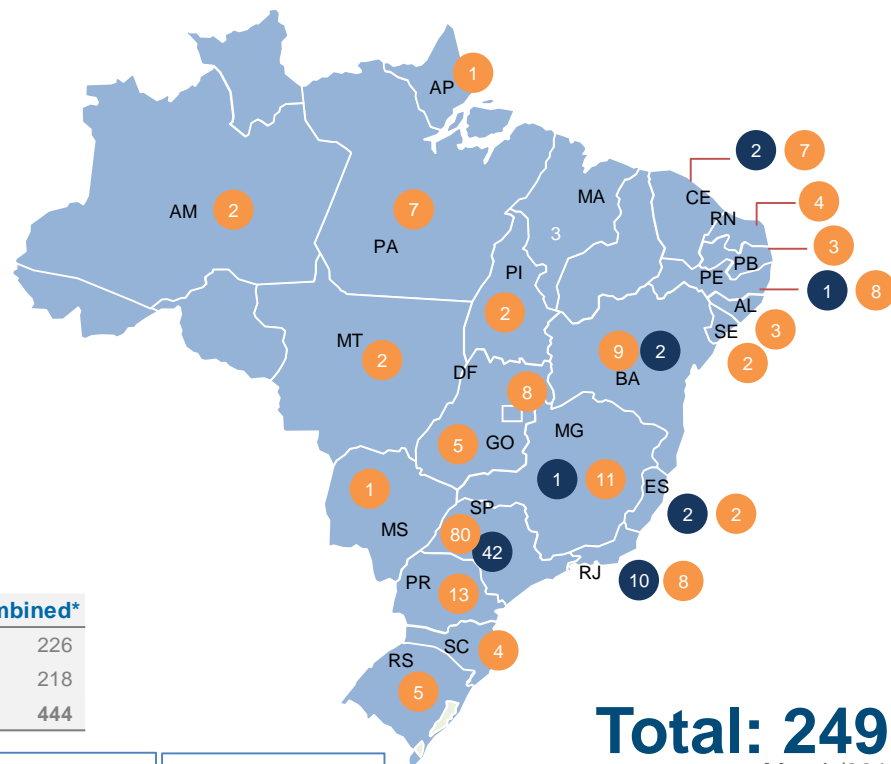 AP 1
2 7
MA
CE
AM 2
7
4
RN
PA
3
3
PB
PI
PE
1 8
2
AL
MT
SE 3
2
9 2
2
DF
BA
8
MG
5 GO
1 11
ES
1
SP
2 2
MS
80
42
RJ 10 8
PR 13
mbined*
226
SC 4
RS
218
5
444
Total: 249